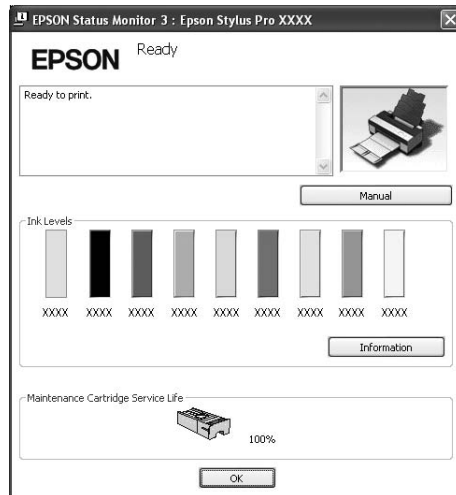 EPSON Status Monitor 3 : Epson Stylus Pro XXXX
EPSON
Ready
Ready to print.
Manual
Ink Levels
XXXX XXXX XXXX XXXX XXXX XXXX XXXX XXXX XXXX
Information
Maintenance Cartridge Service Life
100%
OK